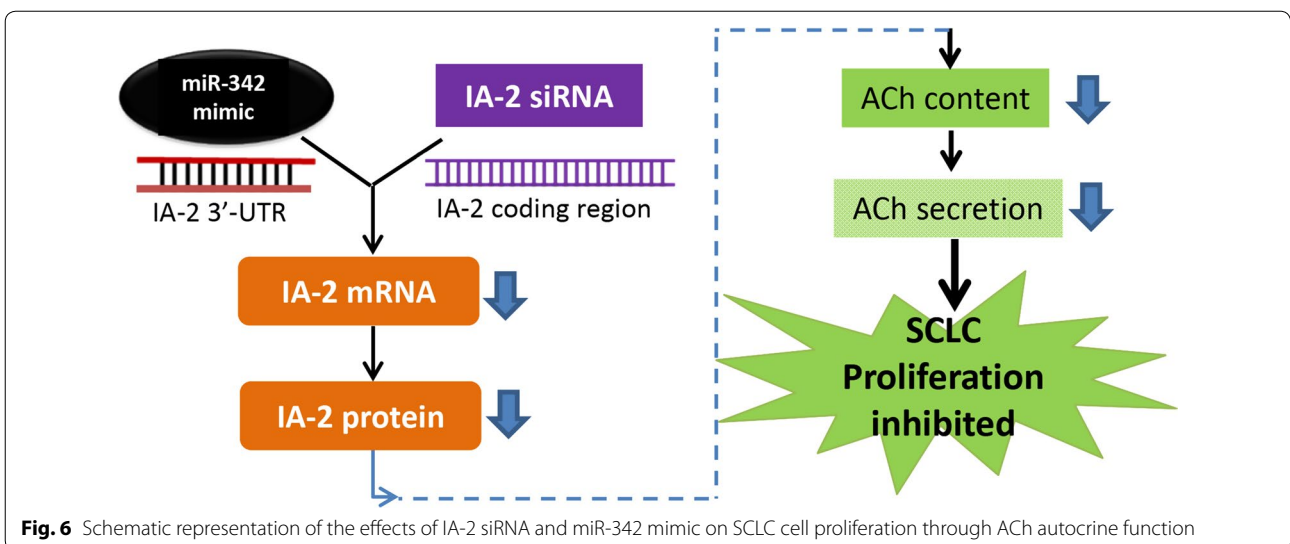 miR-342
mimic
IA-2 siRNA
IA-2 3’-UTR
IA-2 coding region
IA-2 mRNA
IA-2 protein
ACh content
ACh secretion
SCLC
Proliferation
inhibited
Fig. 6 Schematic representation of the effects of IA-2 siRNA and miR-342 mimic on SCLC cell proliferation through ACh autocrine function